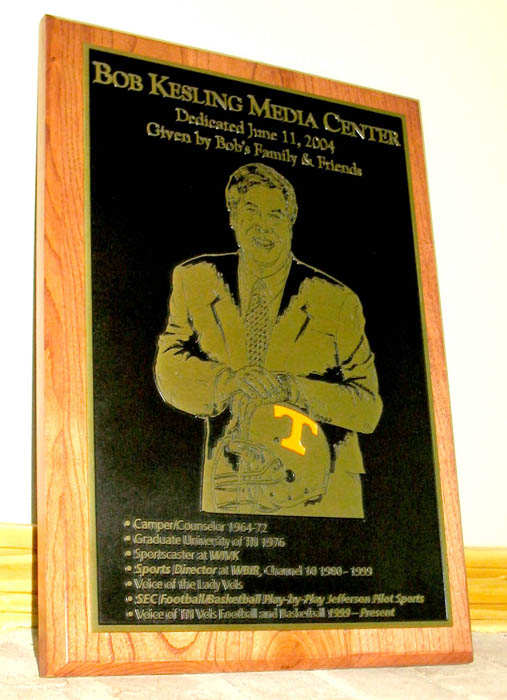 BOB KESLING MEDIA CENTER
Dedicated June 11, 2004
Given by Bob's Family & Friends
T
• Camper/Counselor 1964-72
• Graduate University of TN 1976
• Sportscaster at WIVK
• Sports Director at WBIR, Channel 10 1980 – 1999
• Voice of the Lady Vols
• SEC Football/Basketball Play-by-Play Jefferson Pilot Sports
• Voice of TN Vols Football and Basketball 1999 – Present